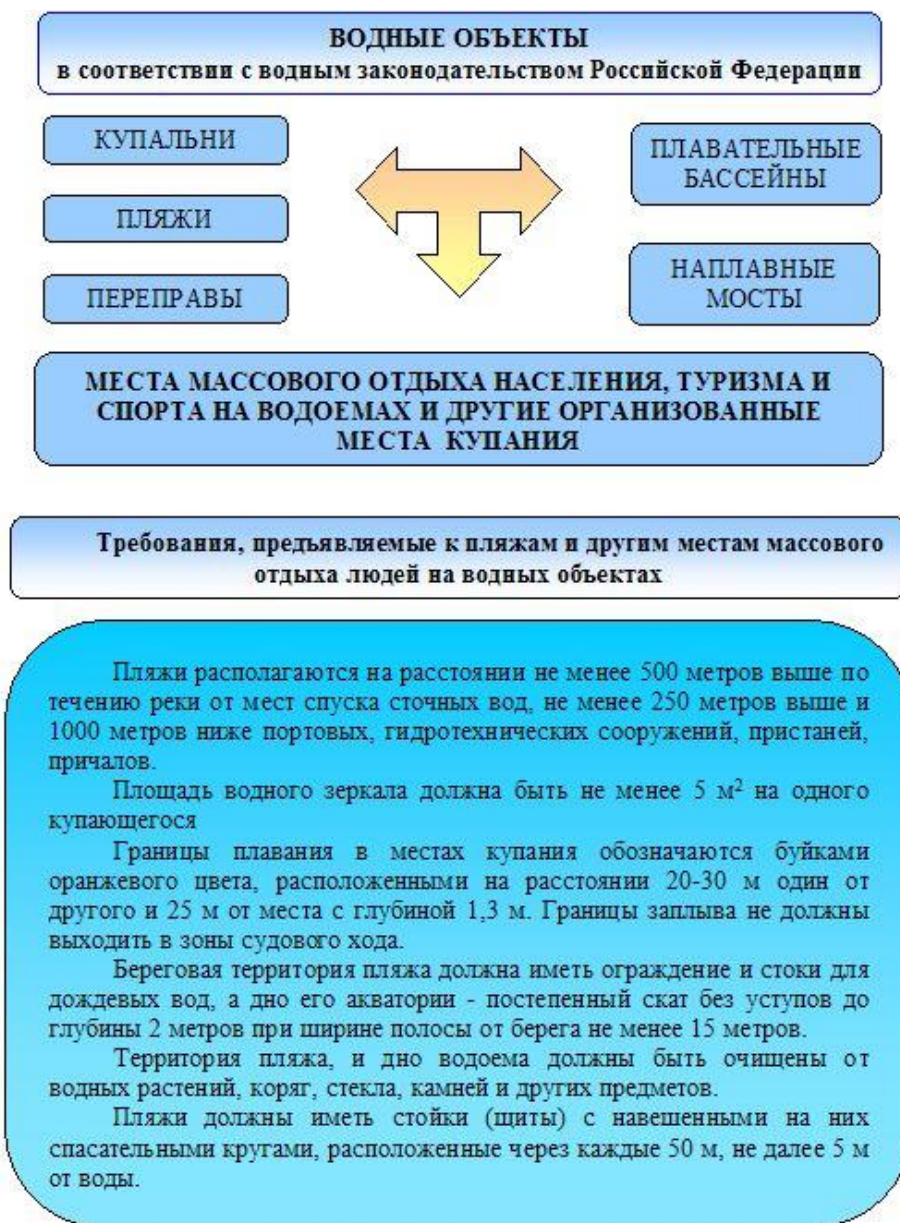 ВОДНЫЕ ОБЪЕКТЫ
в соответствии с водным законодательством Российской Федерации
КУПАЛЬНИ
ПЛЯЖИ
ПЕРЕПРАВЫ
ПЛАВАТЕЛЬНЫЕ
БАССЕЙНЫ
НАПЛАВНЫЕ
МОСТЫ
МЕСТА МАССОВОГО ОТДЫХА НАСЕЛЕНИЯ, ТУРИЗМА И
СПОРТА НА ВОДОЕМАХ И ДРУГИЕ ОРГАНИЗОВАННЫЕ
МЕСТА КУПАНИЯ
Требования, предъявляемые к пляжам и другим местам массового
отдыха людей на водных объектах
Пляжи располагаются на расстоянии не менее 500 метров выше по
течению реки от мест спуска сточных вод, не менее 250 метров выше и
1000 метров ниже портовых, гидротехнических сооружений, пристаней,
причалов.
Площадь водного зеркала должна быть не менее 5 м² на одного
купающегося
Границы плавания в местах купания обозначаются буйками
оранжевого цвета, расположенными на расстоянии 20-30 м один от
другого и 25 м от места с глубиной 1,3 м. Границы заплыва не должны
выходить в зоны судового хода.
Береговая территория пляжа должна иметь ограждение и стоки для
дождевых вод, а дно его акватории - постепенный скат без уступов до
глубины 2 метров при ширине полосы от берега не менее 15 метров.
Территория пляжа, и дно водоема должны быть очищены от
водных растений, коряг, стекла, камней и других предметов.
Пляжи должны иметь стойки (щиты) с навешенными на них
спасательными кругами, расположенные через каждые 50 м, не далее 5 м
от воды.